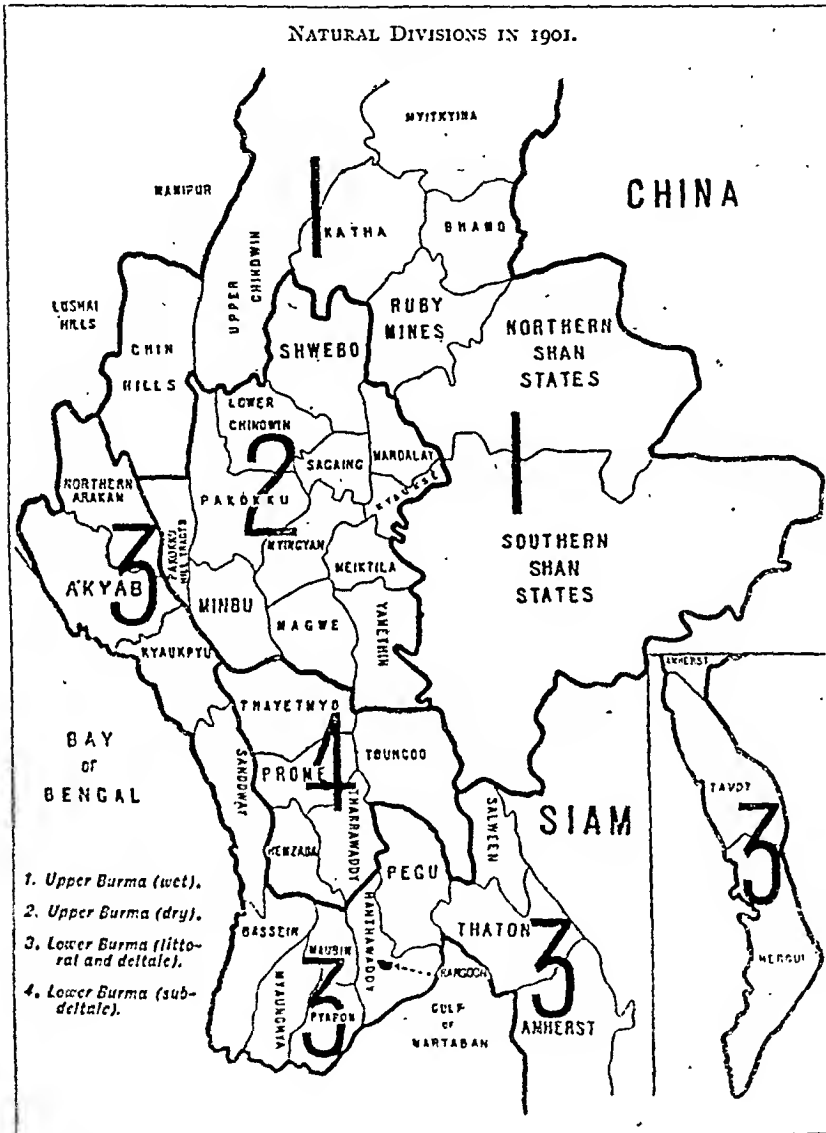 NATURAL DIVISIONS IN 1901.
MYITKYINA
MANIPUR
CHINA
1
KATHA
BHAMO
UPPER CHINDWIN
LUSHAI
HILLS
RUBY
MINES
NORTHERN
SHAN
STATES
CHIN
HILLS
SHWEBO
LOWER
CHINDWIN
SAGAING
MANDALAY
1
2
KYAUKSE
NORTHERN
ARAKAN
PAKOKKU
PAKOKKU
HILL TRACTS
MYINGYAN
MEIKTILA
SOUTHERN
SHAN
STATES
3
AKYAB
MINBU
MAGWE
YAMETHIN
KYAUKPYU
AMHERST
THAYETMYO
BAY
OF
BENGAL
SANDOWAY
PROME
4
TOUNGOO
THARRAWADDY
SALWEEN
SIAM
TAVOY
3
HENZADA
PEGU
1. Upper Burma (wet).
2. Upper Burma (dry).
3. Lower Burma (litto-
ral and deltaic).
4. Lower Burma (sub-
deltaic).
BASSEIN
MAUBIN
HANTHAWADDY
THATON
3
MERGUI
MYAUNGMYA
3
PYAPON
RANGOON
GULF
OF
MARTABAN
AMHERST